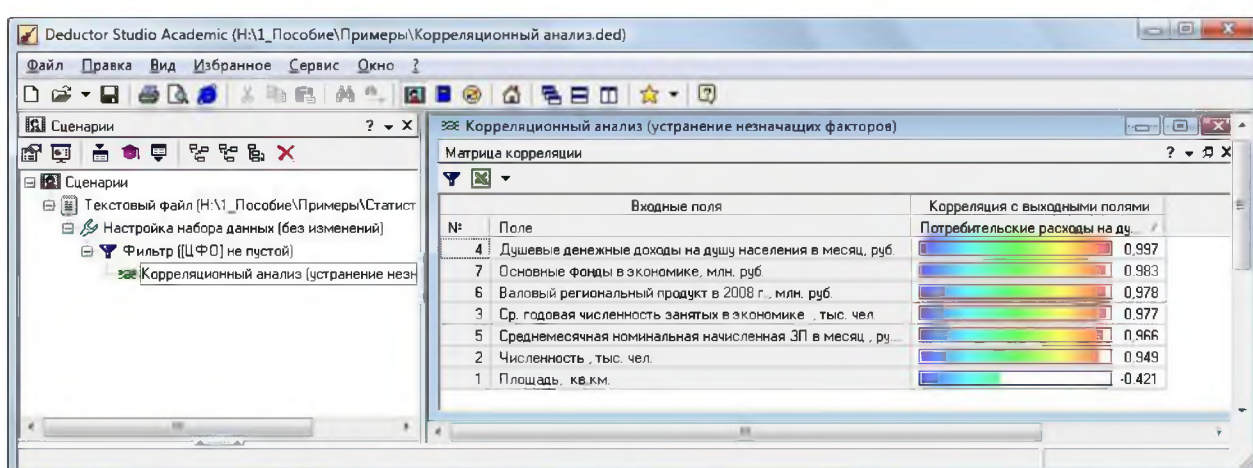 Deductor Studio Academic (H:\1_Пособие\Примеры\Корреляционный анализ.ded)
Файл Правка Вид Избранное Сервис Окно ?
Сценарии
Сценарии
Текстовый файл (H:\1_Пособие\Примеры\Статист
Настройка набора данных (без изменений)
Фильтр ([ЦФО] не пустой)
Корреляционный анализ (устранение незн
Корреляционный анализ (устранение незначащих факторов)
Матрица корреляции
Входные поля Корреляция с выходными полями
№ Поле Потребительские расходы на ду...
4 Душевые денежные доходы на душу населения в месяц, руб. 0,997
7 Основные фонды в экономике, млн. руб. 0.983
6 Валовый региональный продукт в 2008 г., млн. руб. 0,978
3 Ср. годовая численность занятых в экономике , тыс. чел. 0.977
5 Среднемесячная номинальная начисленная ЗП в месяц , ру... 0.966
2 Численность , тыс. чел. 0.949
1 Площадь, кв.км. -0.421